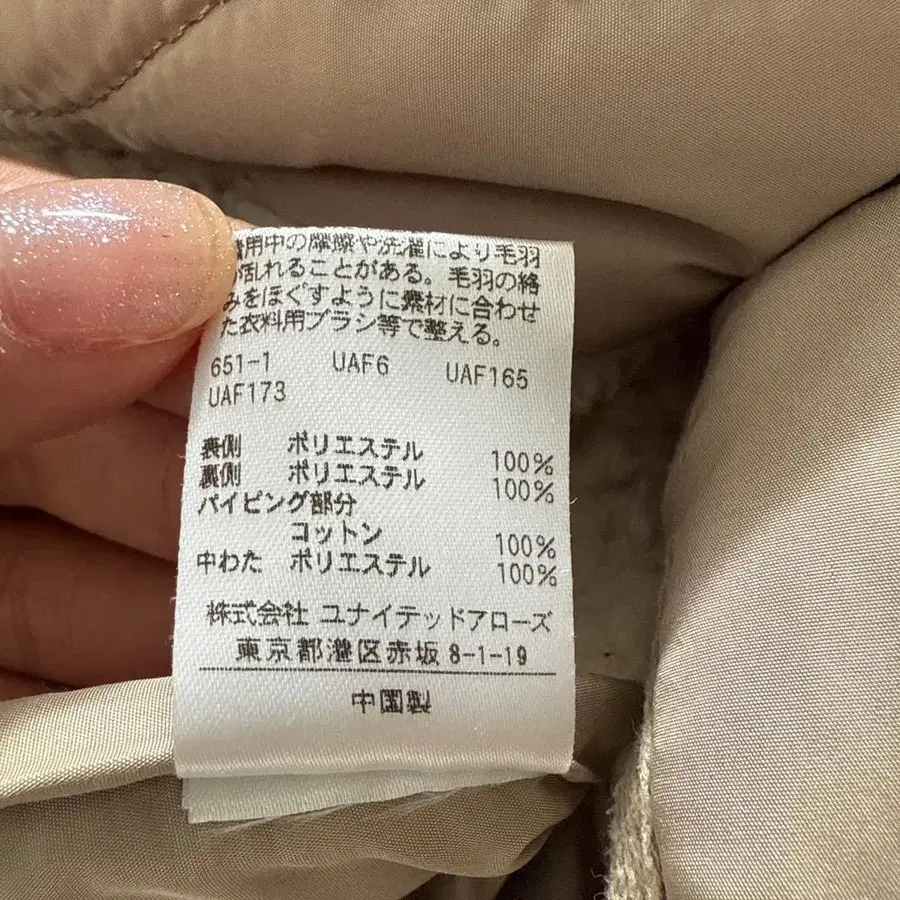 着用中の摩擦や洗濯により毛羽
が乱れることがある。毛羽の絡
みをほぐすように素材に合わせ
た衣料用ブラシ等で整える。
651-1 UAF6 UAF165
UAF173
表側 ポリエステル 100%
裏側 ポリエステル 100%
パイピング部分
コットン 100%
中わた ポリエステル 100%
株式会社 ユナイテッドアローズ
東京都港区赤坂 8-1-19
中国製